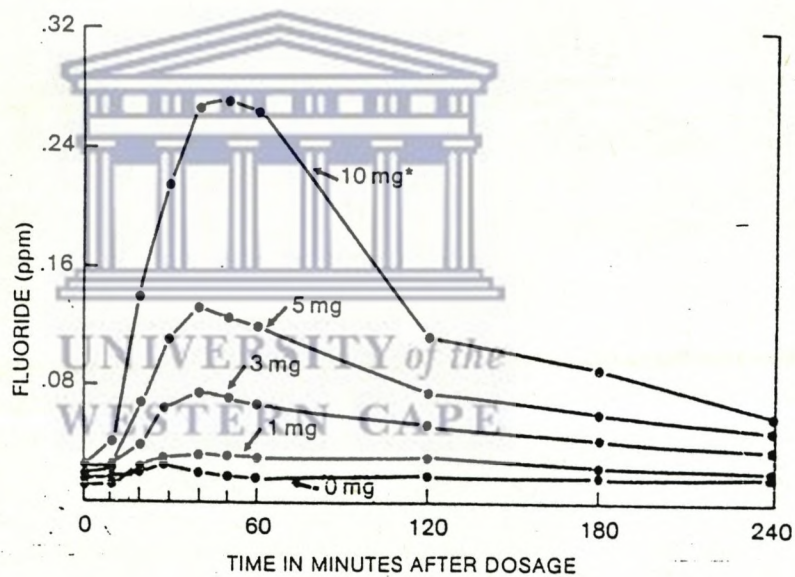 .32
.24
.16
.08
FLUORIDE (ppm)
10 mg*
5 mg
3 mg
1 mg
0 mg
UNIVERSITY of the
WESTERN CAPE
0
60
120
180
240
TIME IN MINUTES AFTER DOSAGE